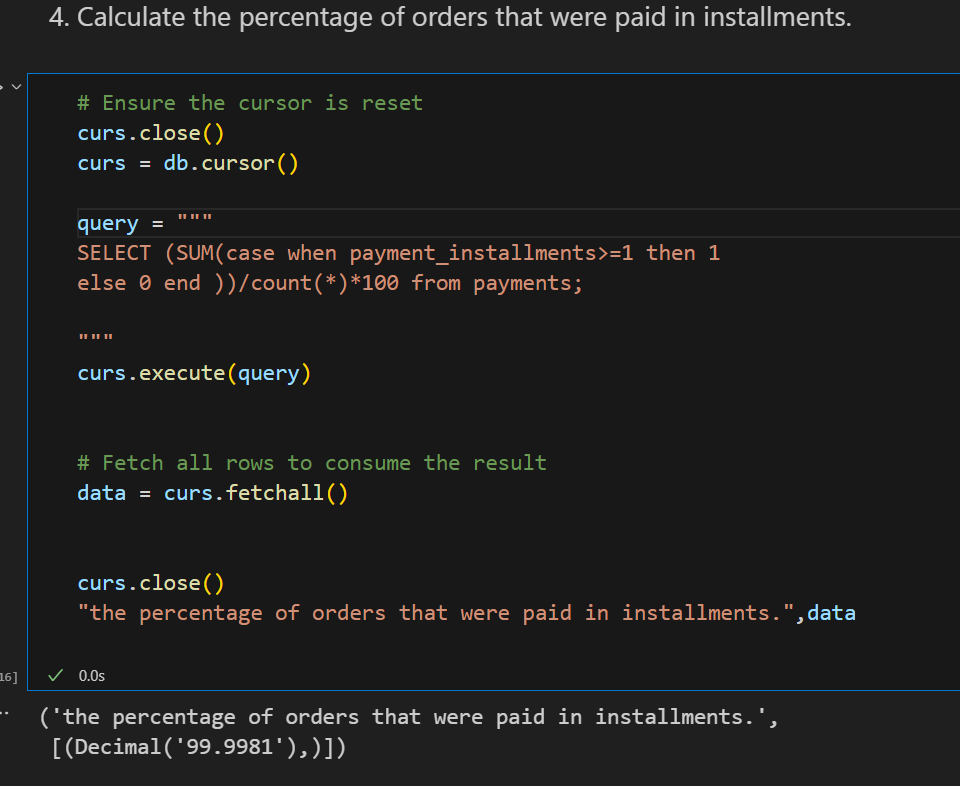 4. Calculate the percentage of orders that were paid in installments.
# Ensure the cursor is reset
curs.close()
curs = db.cursor()
query = """
SELECT (SUM(case when payment_installments>=1 then 1
else 0 end ))/count(*)*100 from payments;
"""
curs.execute(query)
# Fetch all rows to consume the result
data = curs.fetchall()
curs.close()
"the percentage of orders that were paid in installments.",data
16]
0.0s
('the percentage of orders that were paid in installments.',
[(Decimal('99.9981'),)])